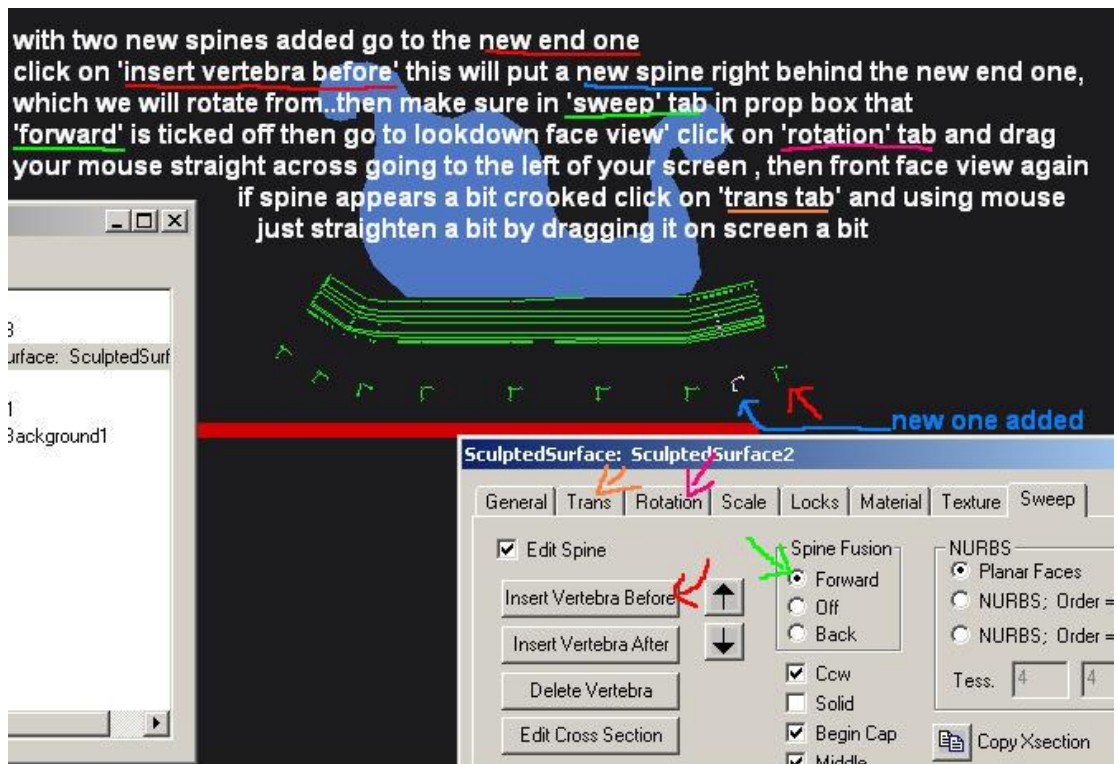 with two new spines added go to the new end one
click on 'insert vertebra before' this will put a new spine right behind the new end one,
which we will rotate from..then make sure in 'sweep' tab in prop box that
'forward' is ticked off then go to lookdown face view' click on 'rotation' tab and drag
your mouse straight across going to the left of your screen , then front face view again
if spine appears a bit crooked click on 'trans tab' and using mouse
just straighten a bit by dragging it on screen a bit
3
urface: SculptedSurf
1
Background1
new one added
SculptedSurface: SculptedSurface2
General Trans Rotation Scale Locks Material Texture Sweep
Edit Spine
Insert Vertebra Before
Insert Vertebra After
Delete Vertebra
Edit Cross Section
Spine Fusion
Forward
Off
Back
Ccw
Solid
Begin Cap
Middle
NURBS
Planar Faces
NURBS; Order =
NURBS; Order =
Tess. 4 4
Copy Xsection